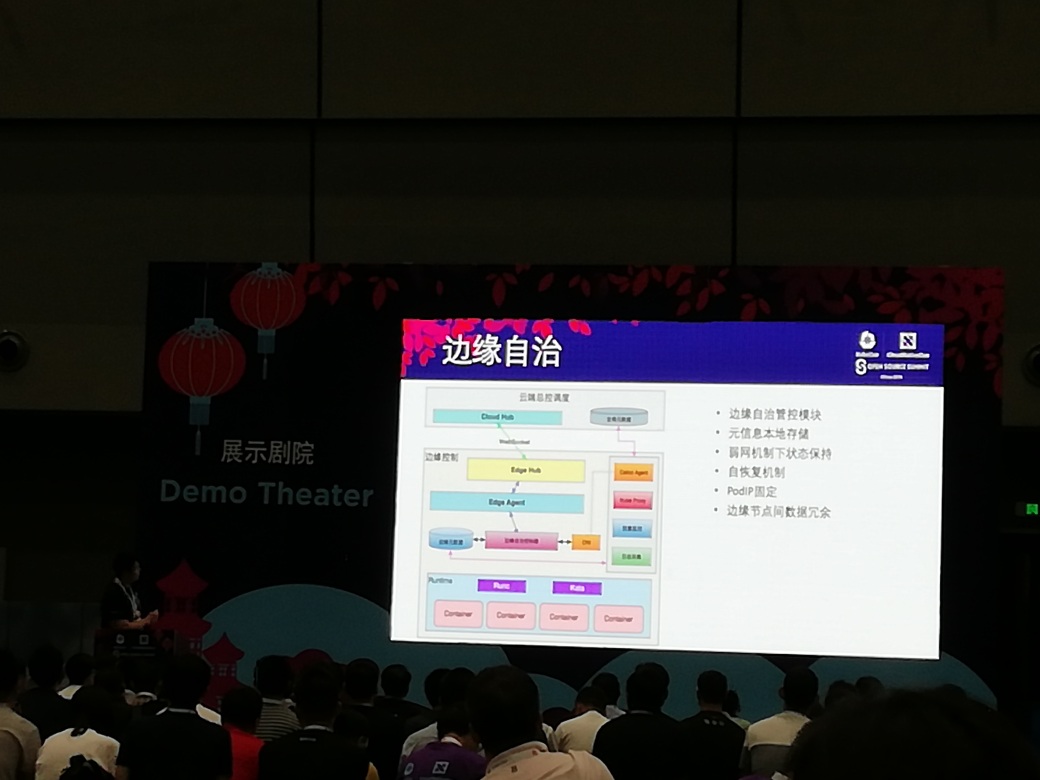 边缘自治
OPEN SOURCE SUMMIT
展示剧院
Demo Theater
云端总控调度
Cloud Hub
WebSocket
边缘控制
Edge Hub
Edge Agent
Calico Agent
Kube Proxy
CNI
Runtime
Runc
Kata
Container
Container
Container
Container
• 边缘自治管控模块
• 元信息本地存储
• 弱网机制下状态保持
• 自恢复机制
• PodIP固定
• 边缘节点间数据冗余